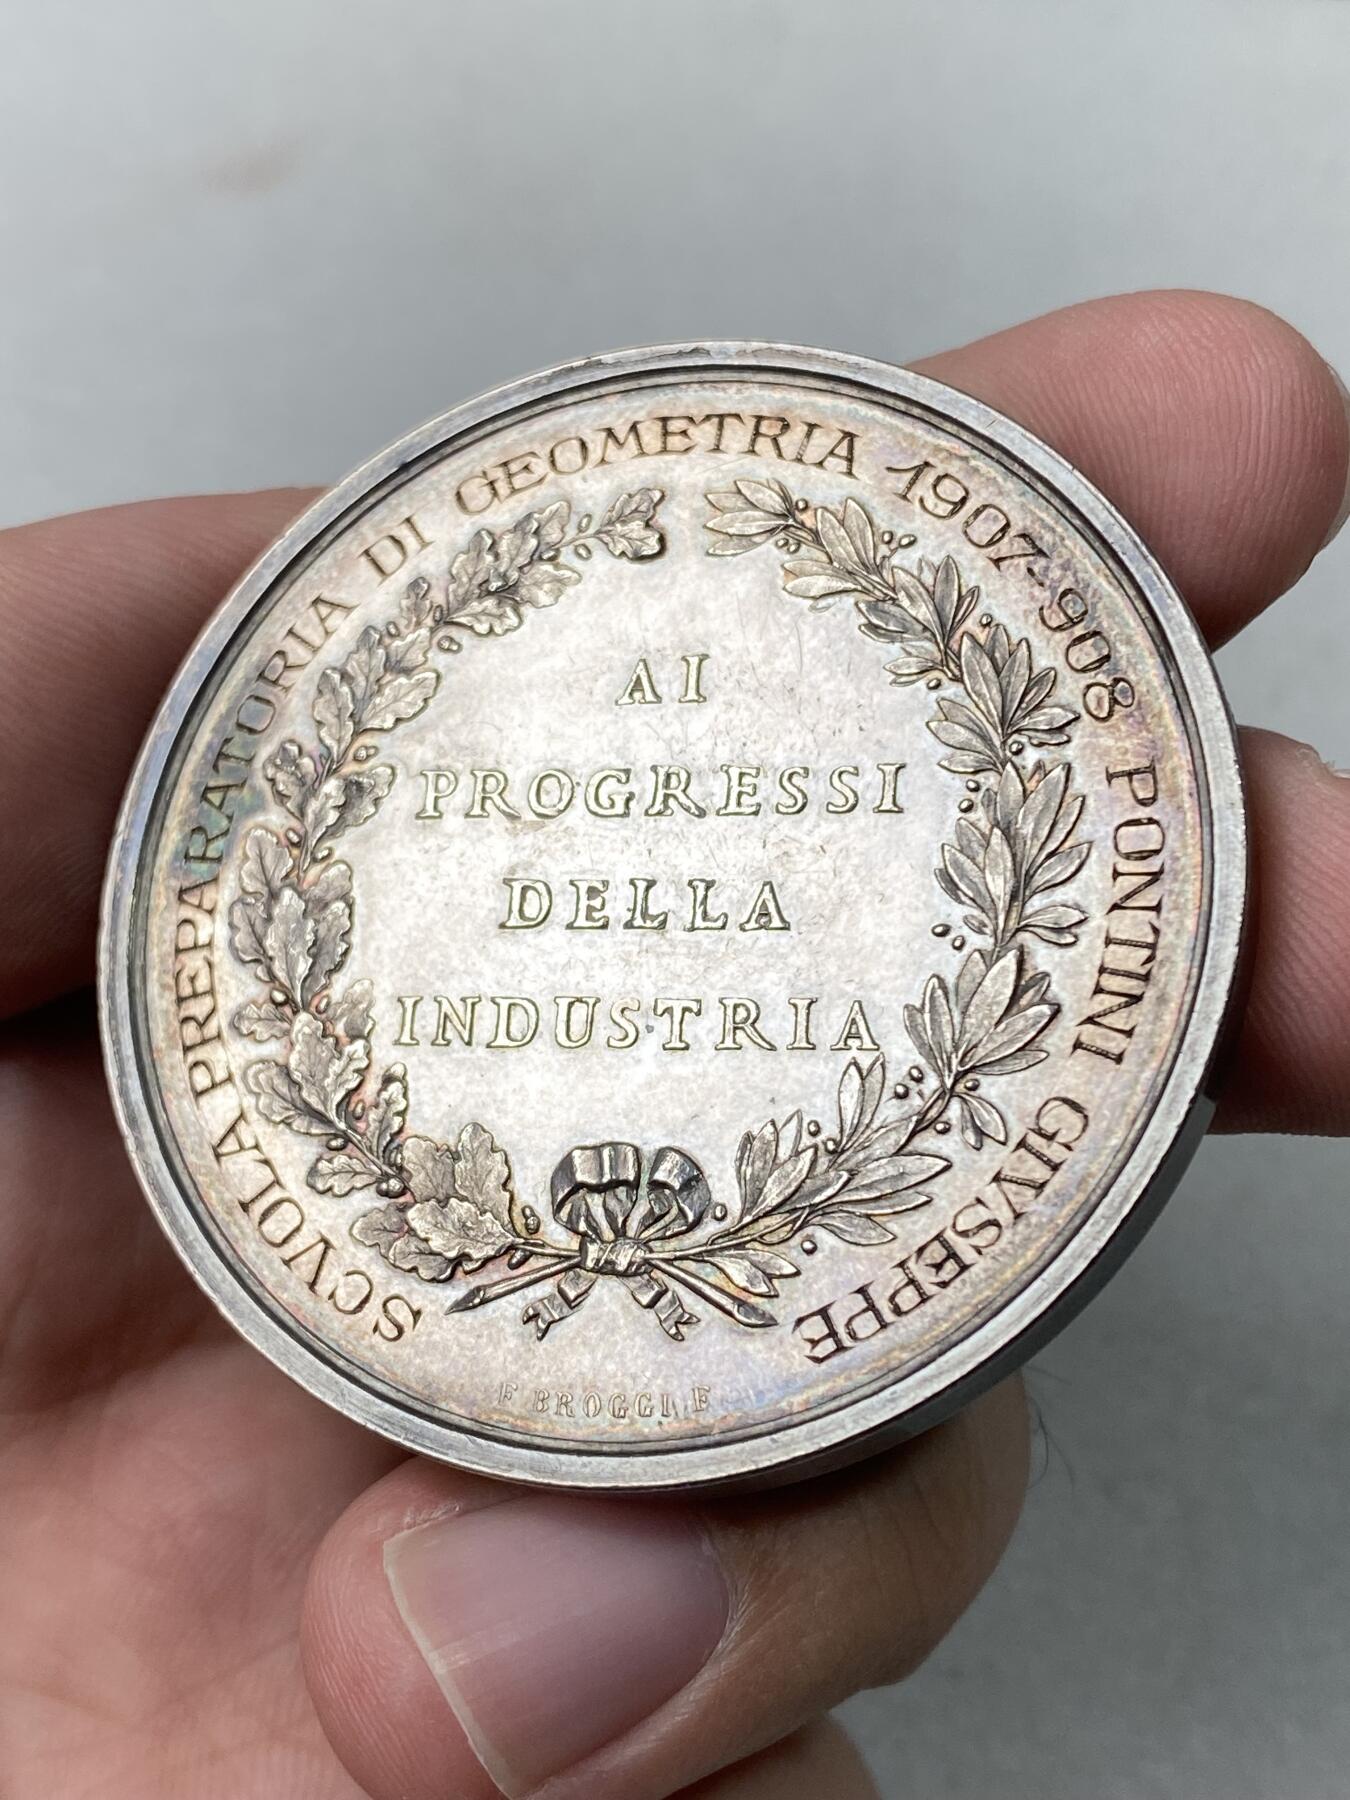 SCVOLA PREPARATORIA DI GEOMETRIA 1907-908 PONTINI GIVSEPPE
AI
PROGRESSI
DELLA
INDUSTRIA
F BROGGI F